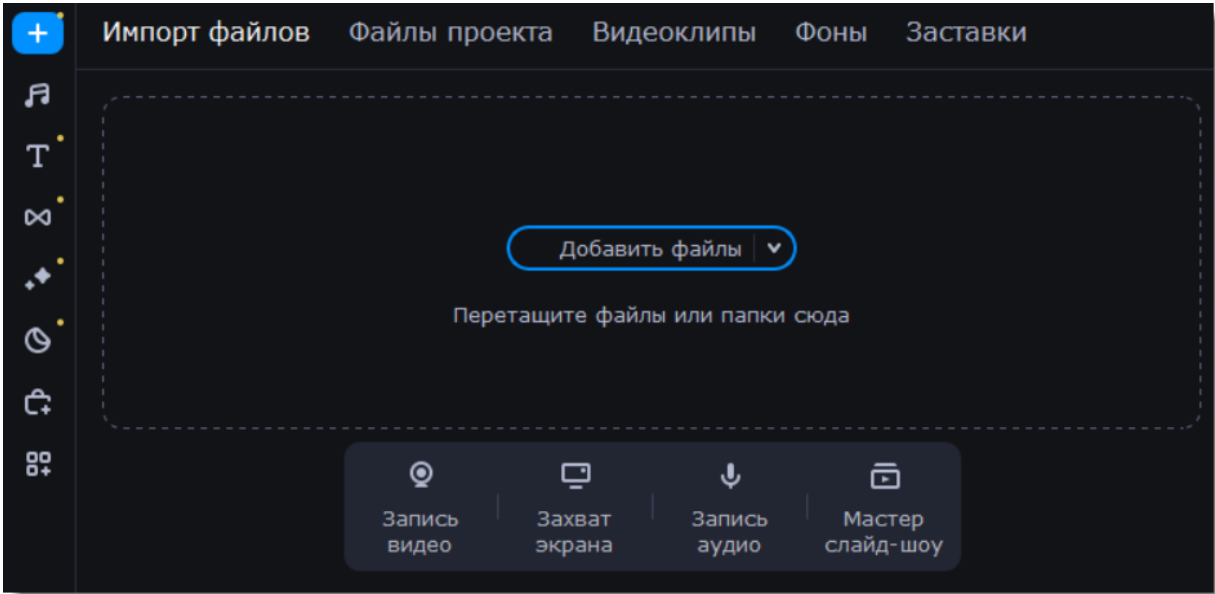 Импорт файлов Файлы проекта Видеоклипы Фоны Заставки
Добавить файлы
Перетащите файлы или папки сюда
Запись видео
Захват экрана
Запись аудио
Мастер слайд-шоу